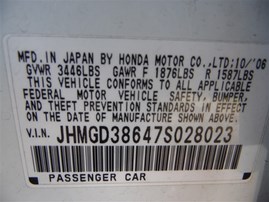 MFD. IN JAPAN BY HONDA MOTOR CO., LTD: 10/'06
GVWR 3446LBS GAWR F 1876LBS R 1587LBS
THIS VEHICLE CONFORMS TO ALL APPLICABLE
FEDERAL MOTOR VEHICLE SAFETY, BUMPER,
AND THEFT PREVENTION STANDARDS IN EFFECT
ON THE DATE OF MANUFACTURE SHOWN ABOVE.
V.I.N. JHMGD38647S028023
PASSENGER CAR